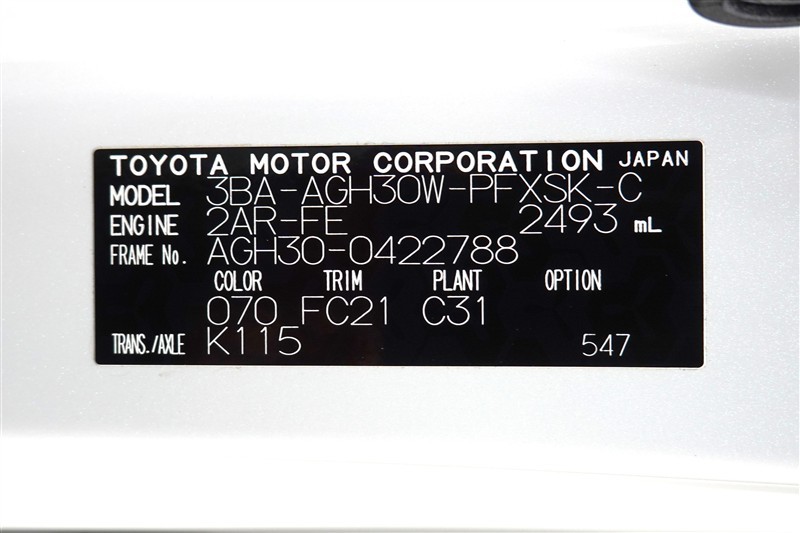 TOYOTA MOTOR CORPORATION JAPAN
MODEL 3BA-AGH30W-PFXSK-C
ENGINE 2AR-FE 2493 mL
FRAME No. AGH30-0422788
COLOR TRIM PLANT OPTION
070 FC21 C31
TRANS./AXLE K115 547